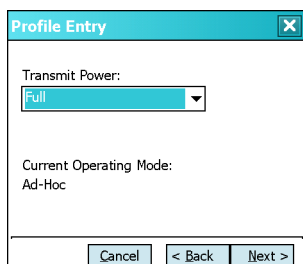 Profile Entry
Transmit Power:
Full
Current Operating Mode:
Ad-Hoc
Cancel
< Back
Next >